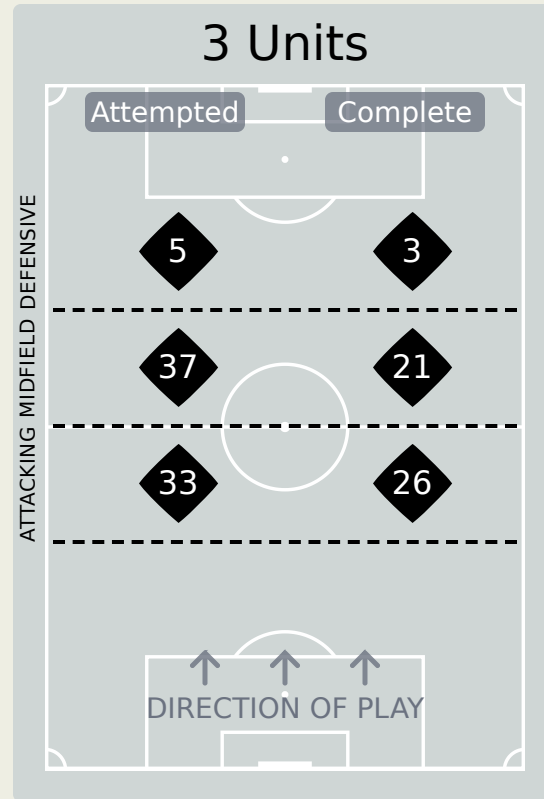 3 Units
Attempted Complete
ATTACKING MIDFIELD DEFENSIVE
5 3
37 21
33 26
DIRECTION OF PLAY